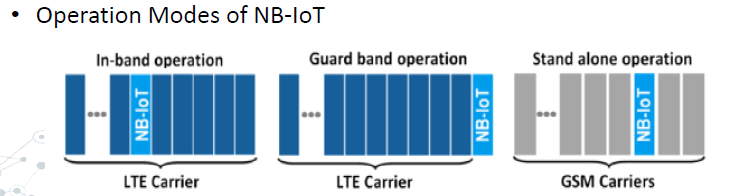 • Operation Modes of NB-IoT
In-band operation
Guard band operation
Stand alone operation
NB-IoT
NB-IoT
NB-IoT
LTE Carrier
LTE Carrier
GSM Carriers